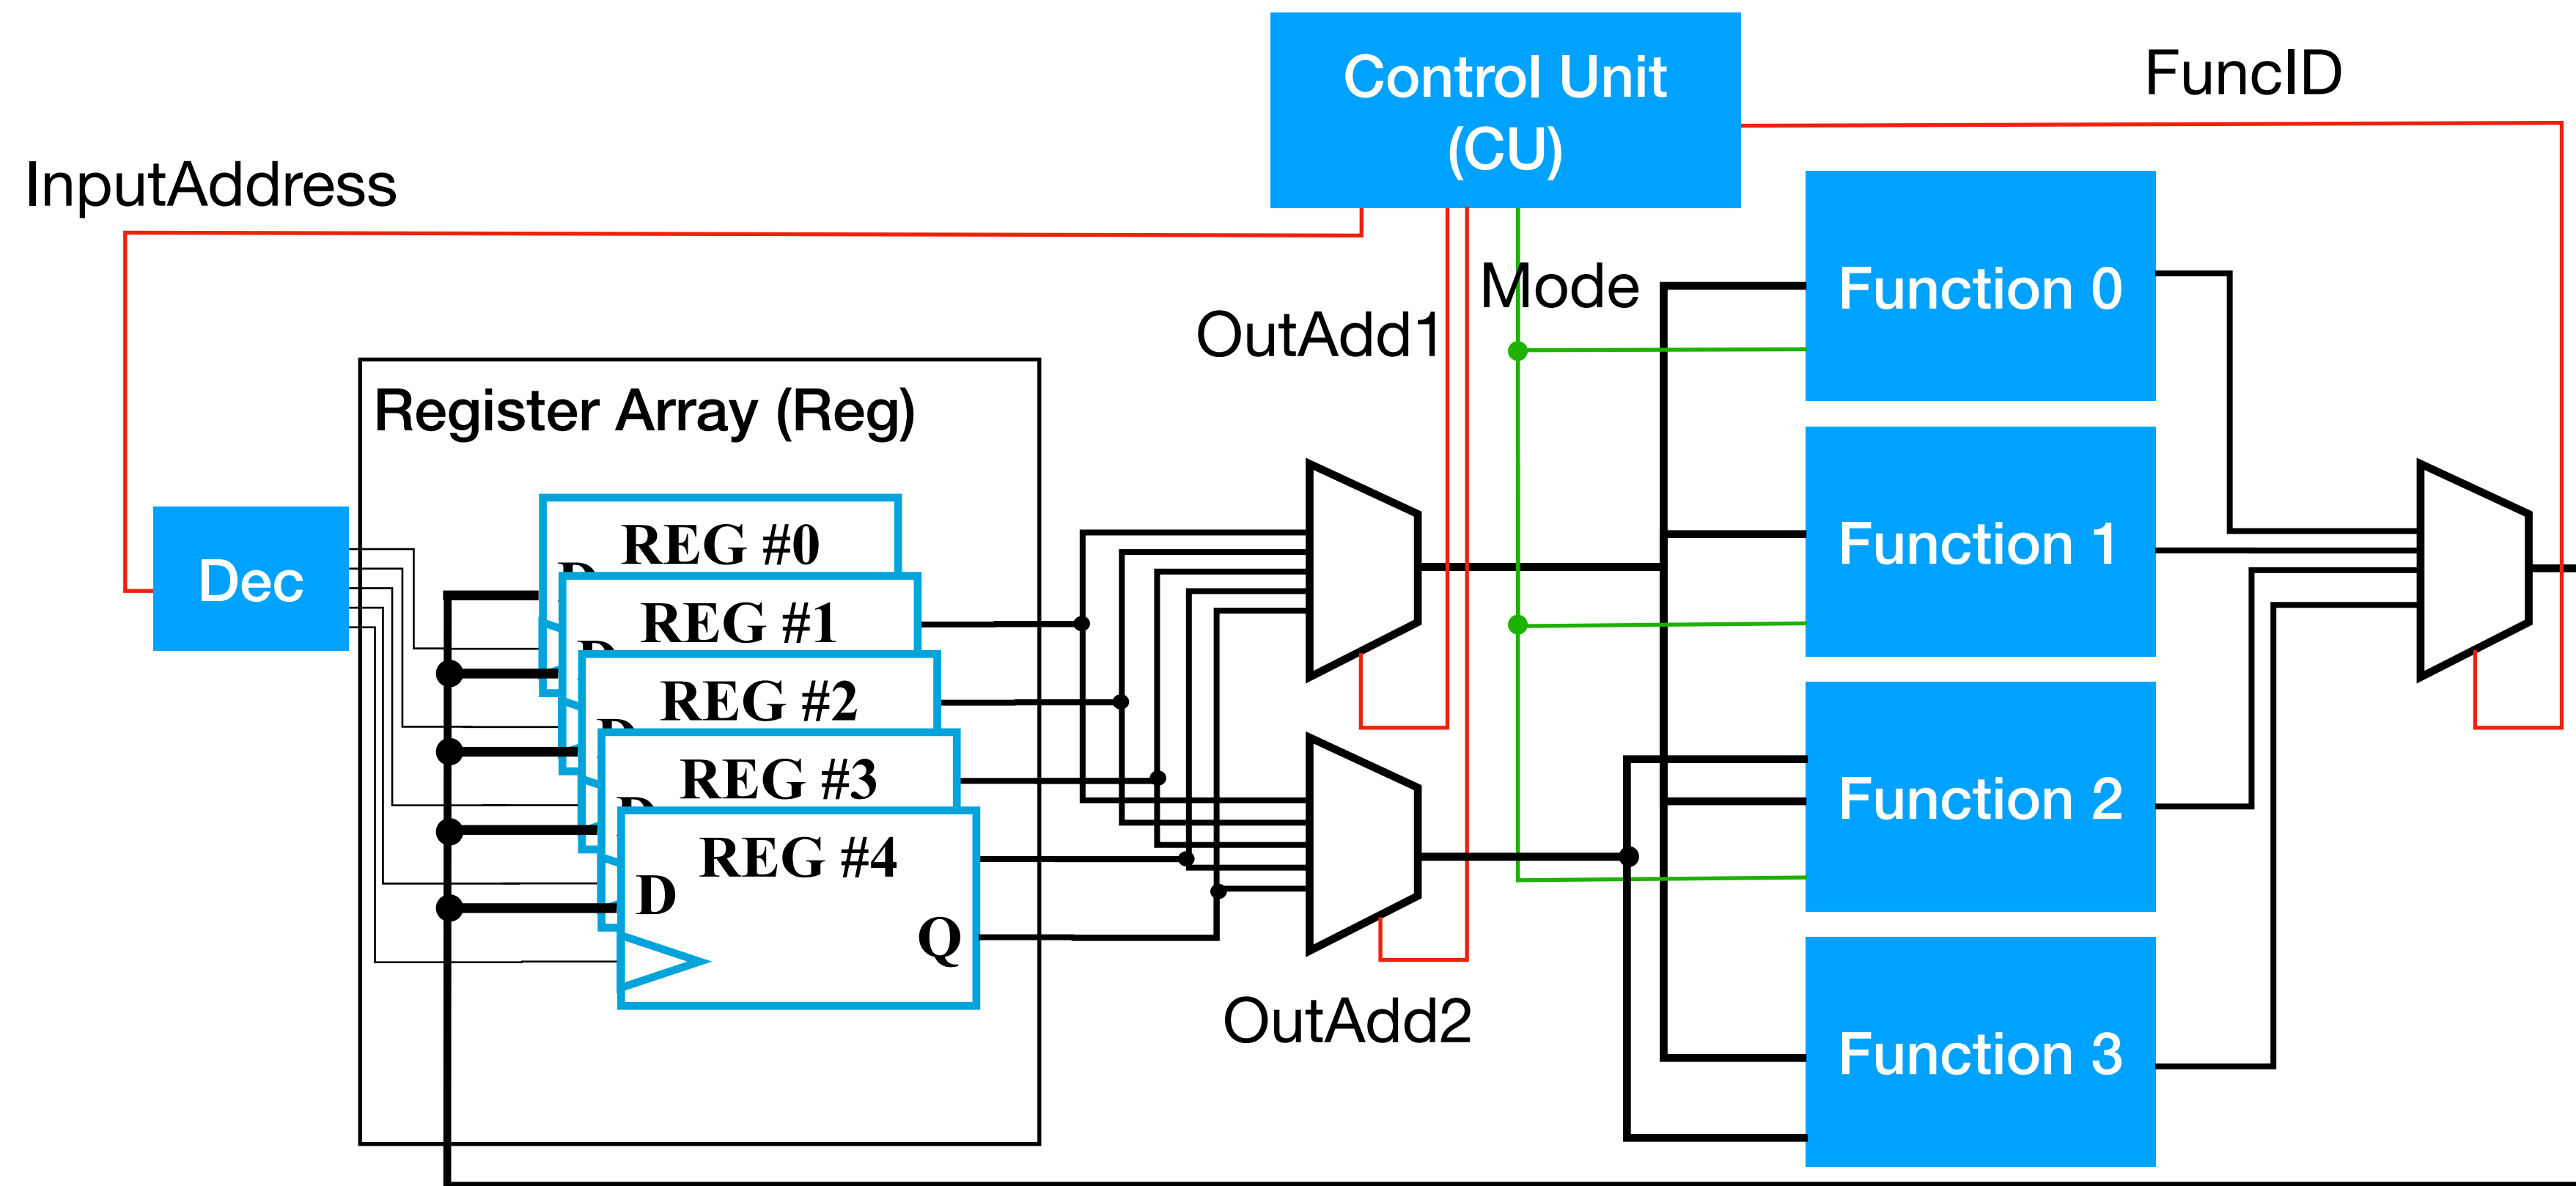 Control Unit
(CU)
FuncID
InputAddress
Mode
Function 0
OutAdd1
Register Array (Reg)
REG #0
D
Function 1
Dec
REG #1
D
REG #2
D
REG #3
D
Function 2
REG #4
D
Q
OutAdd2
Function 3